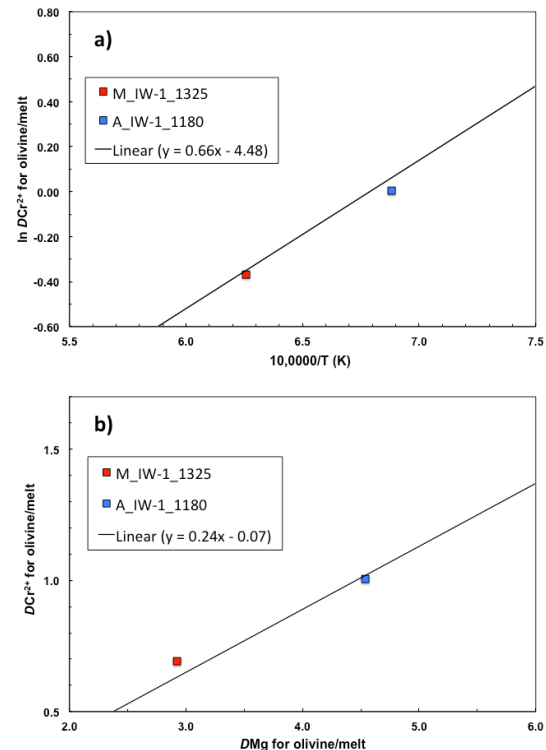 a)
0.80
0.60
0.40
0.20
0.00
-0.20
-0.40
-0.60
ln DCr²⁺ for olivine/melt
M_IW-1_1325
A_IW-1_1180
Linear (y = 0.66x - 4.48)
5.5 6.0 6.5 7.0 7.5
10,0000/T (K)
b)
1.5
1.0
0.5
DCr²⁺ for olivine/melt
M_IW-1_1325
A_IW-1_1180
Linear (y = 0.24x - 0.07)
2.0 3.0 4.0 5.0 6.0
DMg for olivine/melt